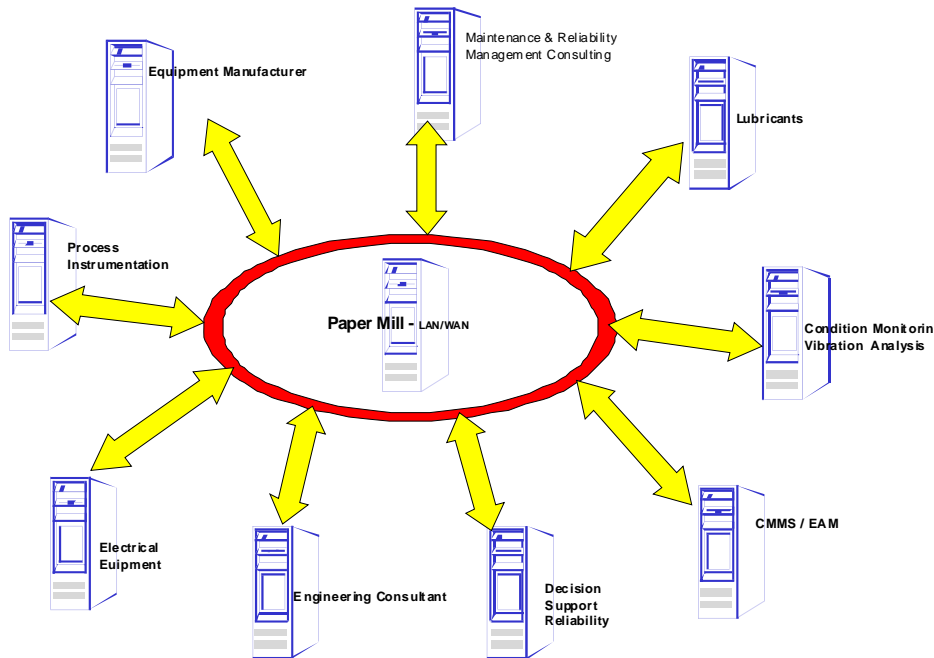 Maintenance & Reliability
Management Consulting
Equipment Manufacturer
Lubricants
Process
Instrumentation
Paper Mill - LAN/WAN
Condition Monitorin
Vibration Analysis
CMMS / EAM
Electrical
Euipment
Engineering Consultant
Decision
Support
Reliability